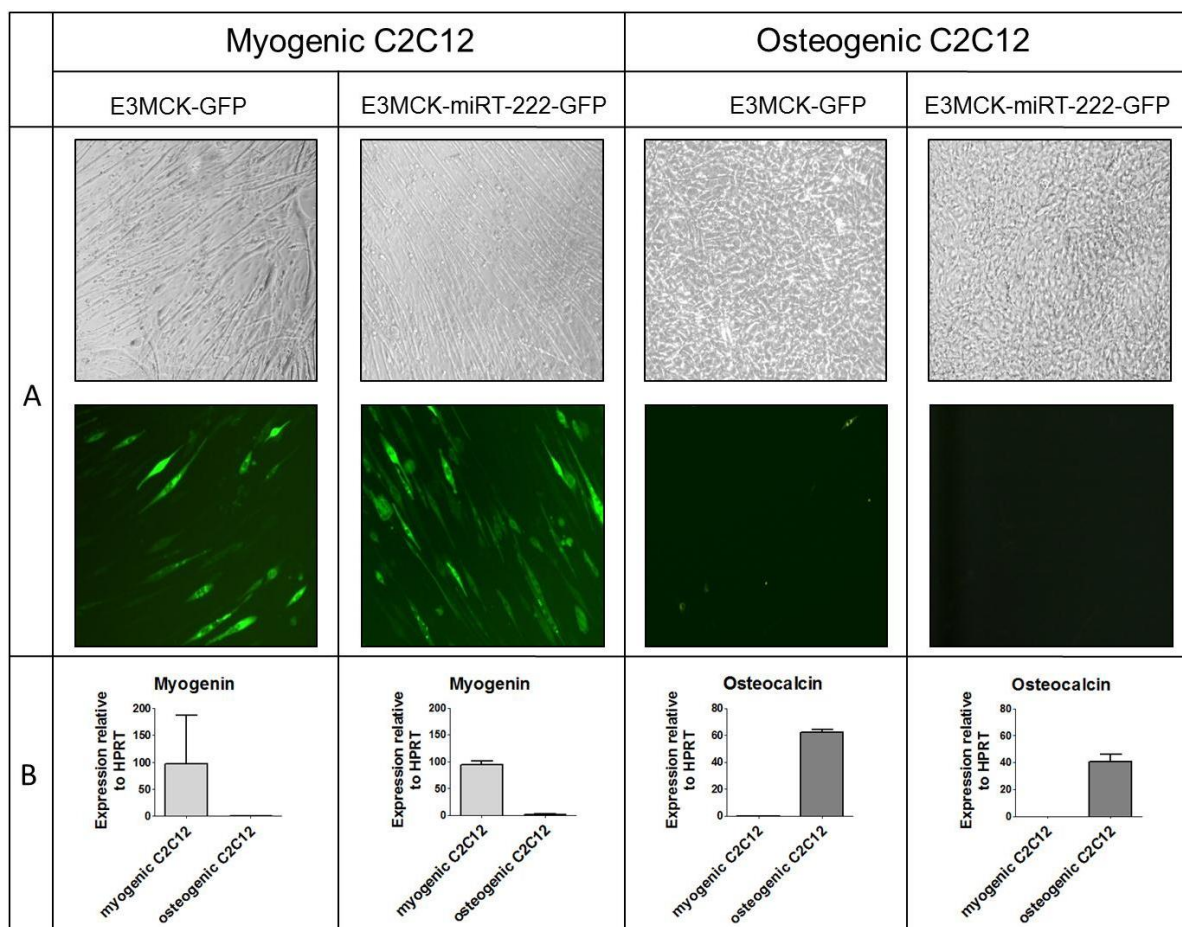 Myogenic C2C12
Osteogenic C2C12
E3MCK-GFP
E3MCK-miRT-222-GFP
E3MCK-GFP
E3MCK-miRT-222-GFP
A
B
Myogenin
Expression relative
to HPRT
200
150
100
50
0
myogenic C2C12
osteogenic C2C12
Myogenin
Expression relative
to HPRT
200
150
100
50
0
myogenic C2C12
osteogenic C2C12
Osteocalcin
Expression relative
to HPRT
80
60
40
20
0
myogenic C2C12
osteogenic C2C12
Osteocalcin
Expression relative
to HPRT
80
60
40
20
0
myogenic C2C12
osteogenic C2C12